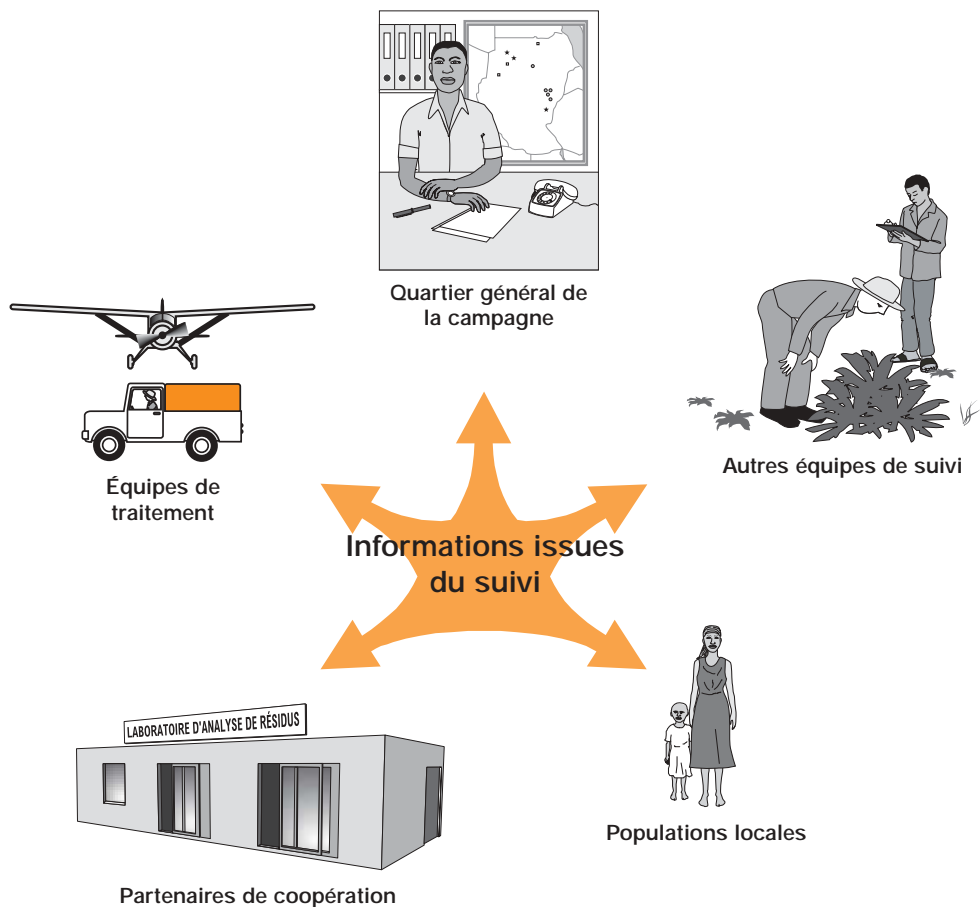 Quartier général de
la campagne
Équipes de
traitement
Autres équipes de suivi
Informations issues
du suivi
LABORATOIRE D'ANALYSE DE RÉSIDUS
Populations locales
Partenaires de coopération